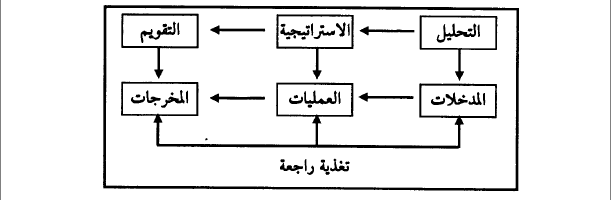 التحليل
الاستراتيجية
التقويم
المدخلات
العمليات
المخرجات
تغذية راجعة